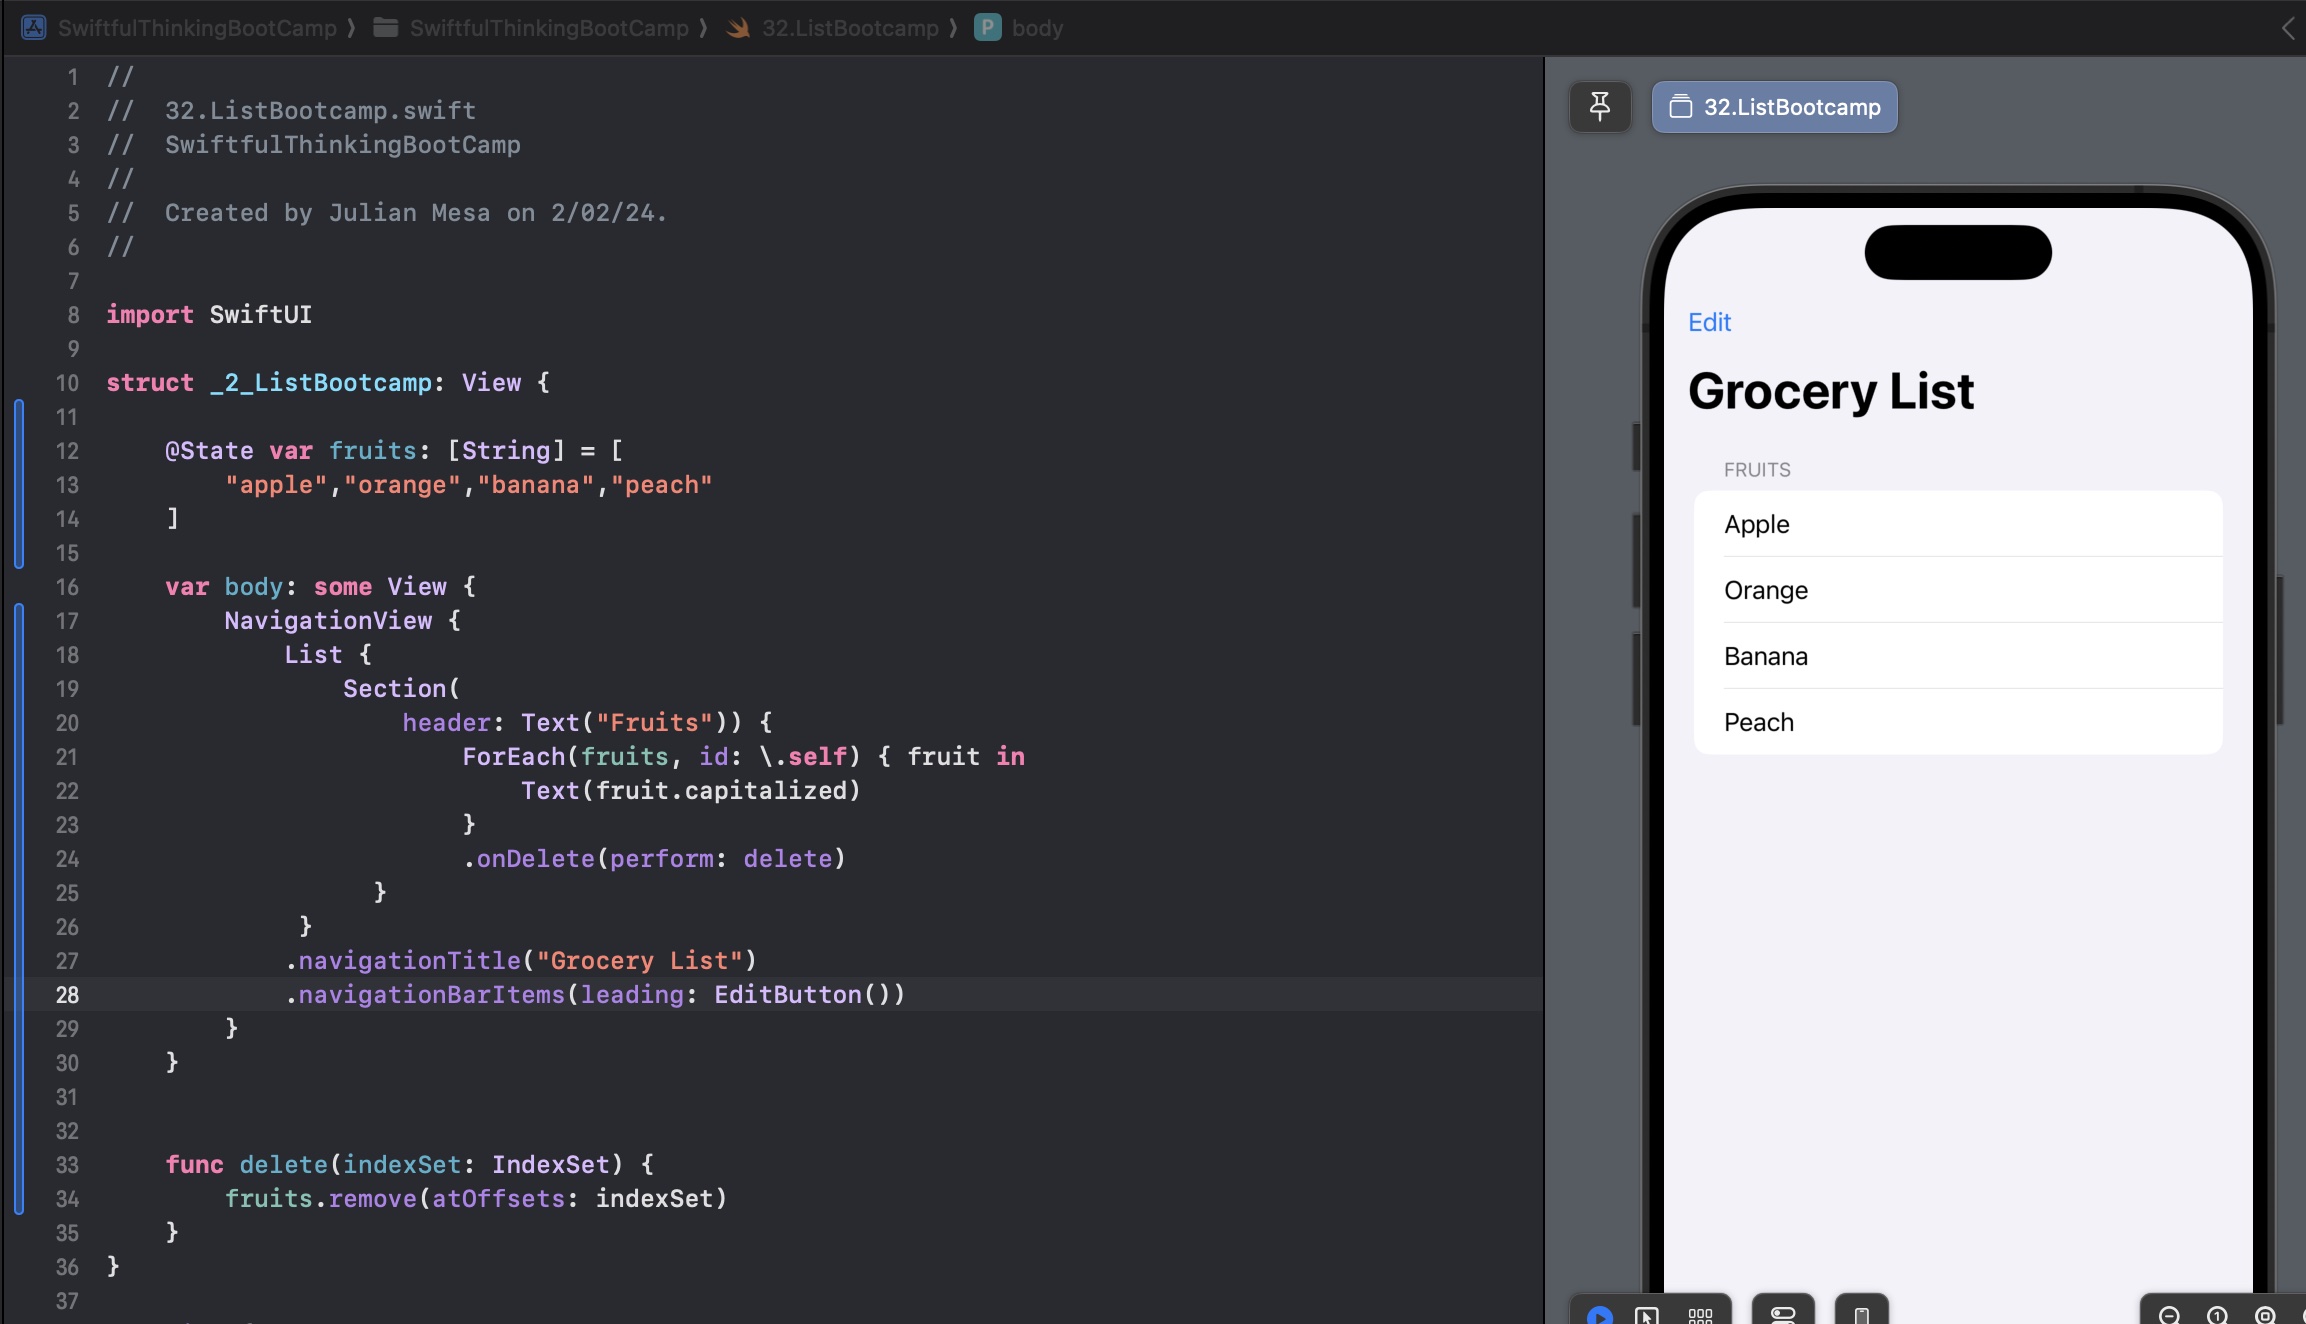 SwiftfulThinkingBootCamp ⟩ SwiftfulThinkingBootCamp ⟩ 32.ListBootcamp ⟩ P body
1 //
2 //  32.ListBootcamp.swift
3 //  SwiftfulThinkingBootCamp
4 //
5 //  Created by Julian Mesa on 2/02/24.
6 //
7
8 import SwiftUI
9
10 struct _2_ListBootcamp: View {
11
12     @State var fruits: [String] = [
13         "apple","orange","banana","peach"
14     ]
15
16     var body: some View {
17         NavigationView {
18             List {
19                 Section(
20                     header: Text("Fruits")) {
21                         ForEach(fruits, id: \.self) { fruit in
22                             Text(fruit.capitalized)
23                         }
24                         .onDelete(perform: delete)
25                   }
26              }
27             .navigationTitle("Grocery List")
28             .navigationBarItems(leading: EditButton())
29         }
30     }
31
32
33     func delete(indexSet: IndexSet) {
34         fruits.remove(atOffsets: indexSet)
35     }
36 }
37
32.ListBootcamp
Edit
Grocery List
FRUITS
Apple
Orange
Banana
Peach